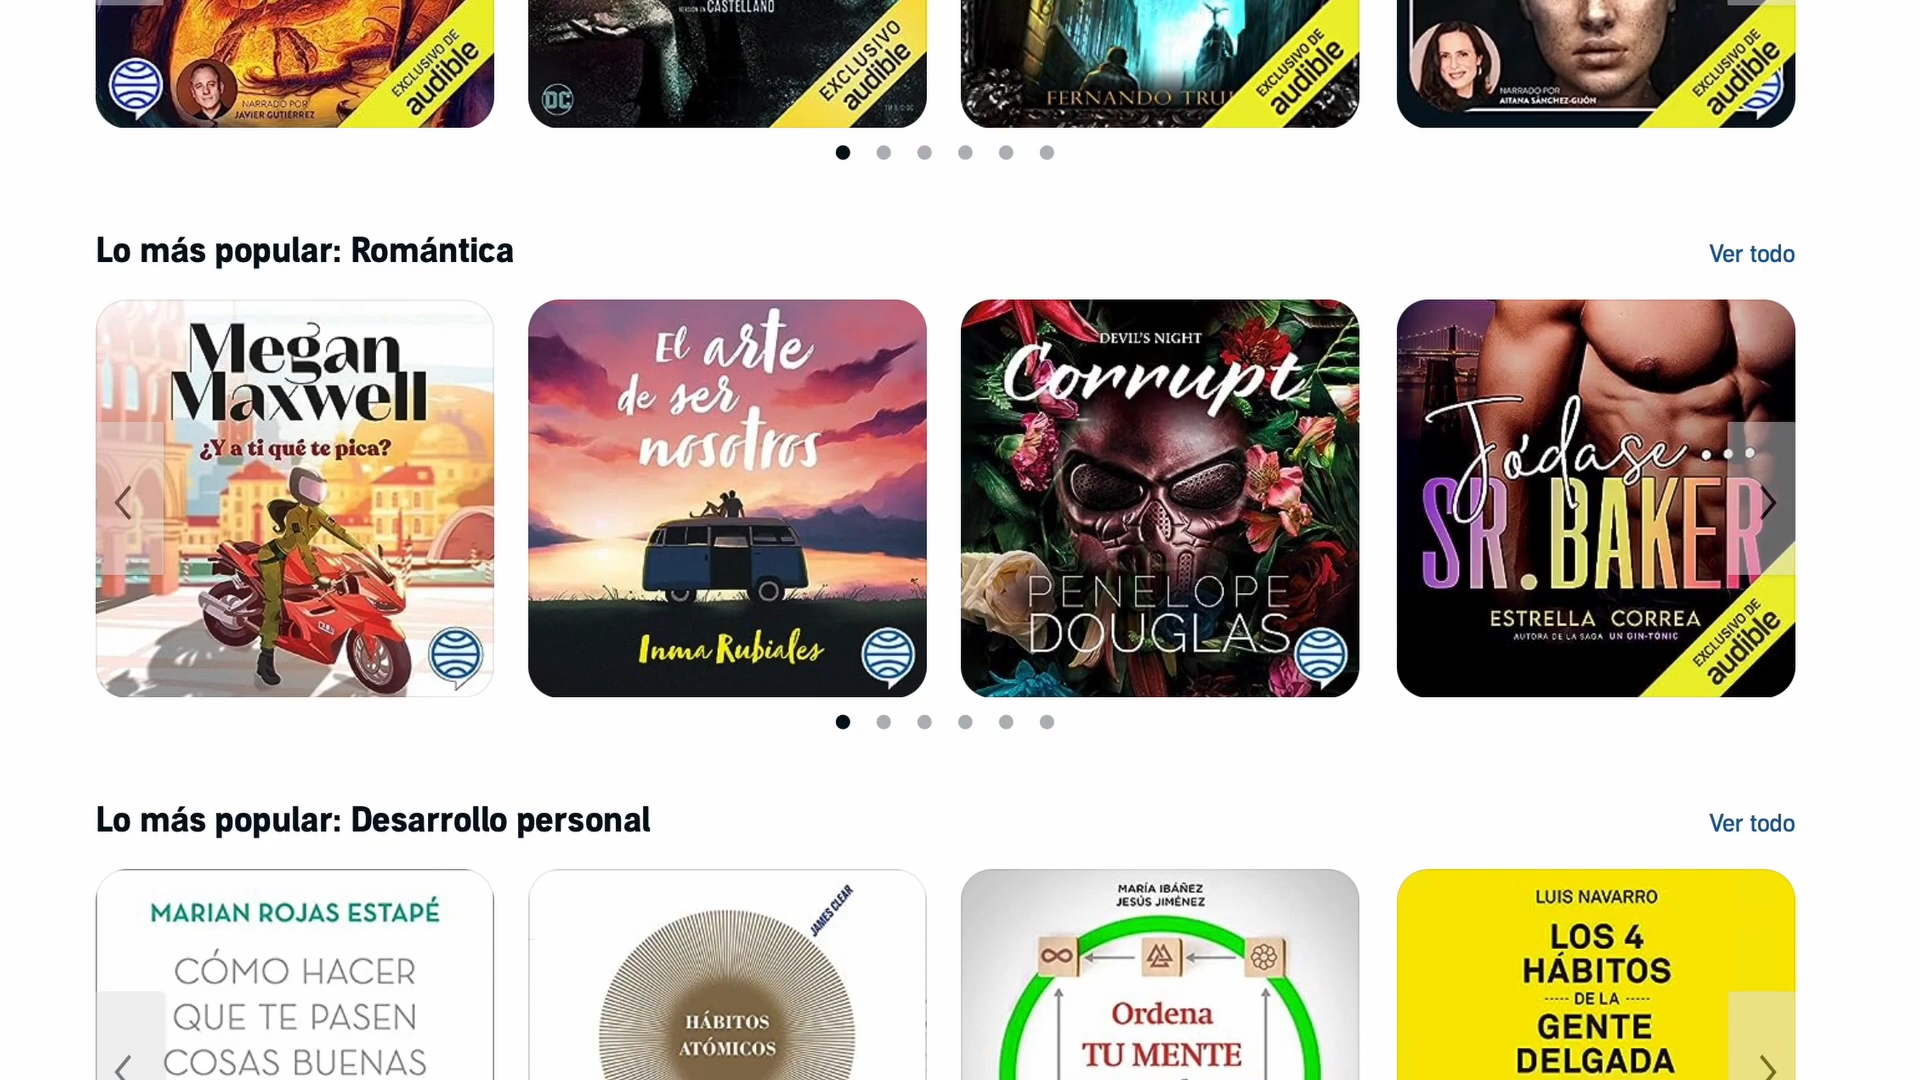 VERSIÓN EN CASTELLANO
EXCLUSIVO DE
audible
NARRADO POR
JAVIER GUTIÉRREZ
DC
EXCLUSIVO
audible
FERNANDO
EXCLUSIVO DE
audible
NARRADO POR
AITANA SÁNCHEZ-GIJÓN
EXCLUSIVO DE
audible
Lo más popular: Romántica
Ver todo
Megan
Maxwell
¿Y a ti qué te pica?
El arte
de ser
nosotros
Inma Rubiales
DEVIL'S NIGHT
Corrupt
PENELOPE
DOUGLAS
Jódase...
SR. BAKER
ESTRELLA CORREA
AUTORA DE LA SAGA UN GIN-TONIC
EXCLUSIVO DE
audible
Lo más popular: Desarrollo personal
Ver todo
MARIAN ROJAS ESTAPÉ
CÓMO HACER
QUE TE PASEN
COSAS BUENAS
JAMES CLEAR
HÁBITOS
ATÓMICOS
MARÍA IBÁÑEZ
JESÚS JIMÉNEZ
Ordena
TU MENTE
LUIS NAVARRO
LOS 4
HÁBITOS
DE LA
GENTE
DELGADA